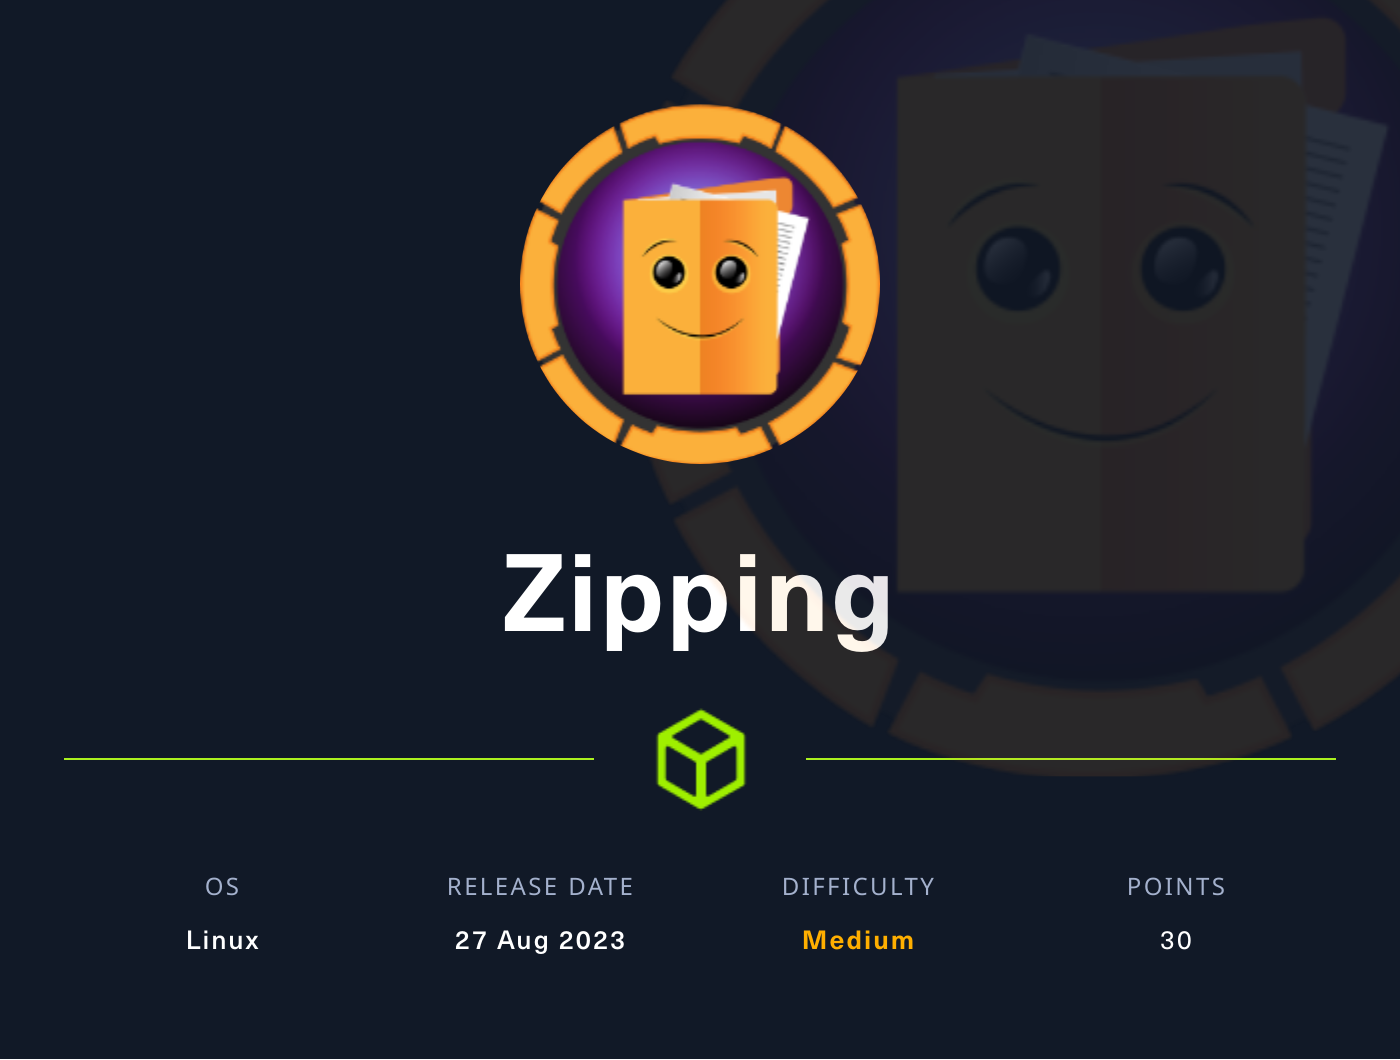 Zipping
OS RELEASE DATE DIFFICULTY POINTS
Linux 27 Aug 2023 Medium 30